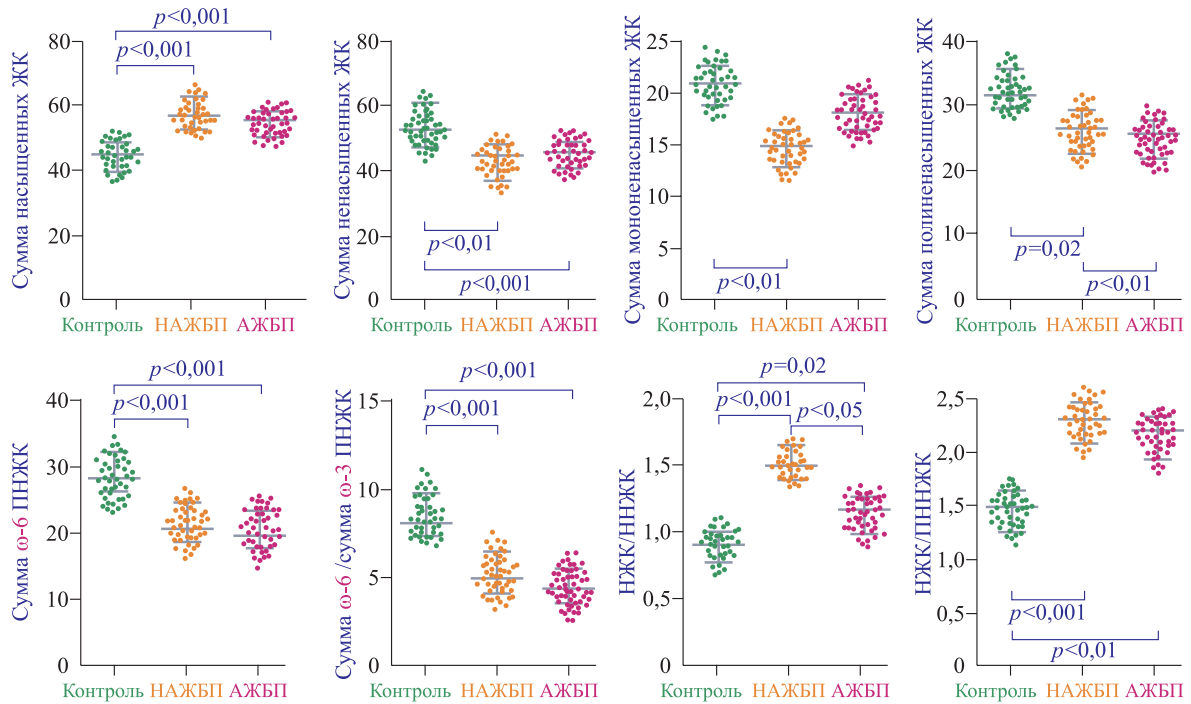 Сумма насыщенных ЖК
80
60
40
20
0
p<0,001
p<0,001
Контроль НАЖБП АЖБП
Сумма ненасыщенных ЖК
80
60
40
20
0
p<0,01
p<0,001
Контроль НАЖБП АЖБП
Сумма мононенасыщенных ЖК
25
20
15
10
5
0
p<0,01
Контроль НАЖБП АЖБП
Сумма полиненасыщенных ЖК
40
30
20
10
0
p=0,02
p<0,01
Контроль НАЖБП АЖБП
Сумма ω-6 ПНЖК
40
30
20
10
0
p<0,001
p<0,001
Контроль НАЖБП АЖБП
Сумма ω-6 /сумма ω-3 ПНЖК
15
10
5
0
p<0,001
p<0,001
Контроль НАЖБП АЖБП
НЖК/ННЖК
2,0
1,5
1,0
0,5
0
p=0,02
p<0,001
p<0,05
Контроль НАЖБП АЖБП
НЖК/ПННЖК
2,5
2,0
1,5
1,0
0,5
0
p<0,001
p<0,01
Контроль НАЖБП АЖБП